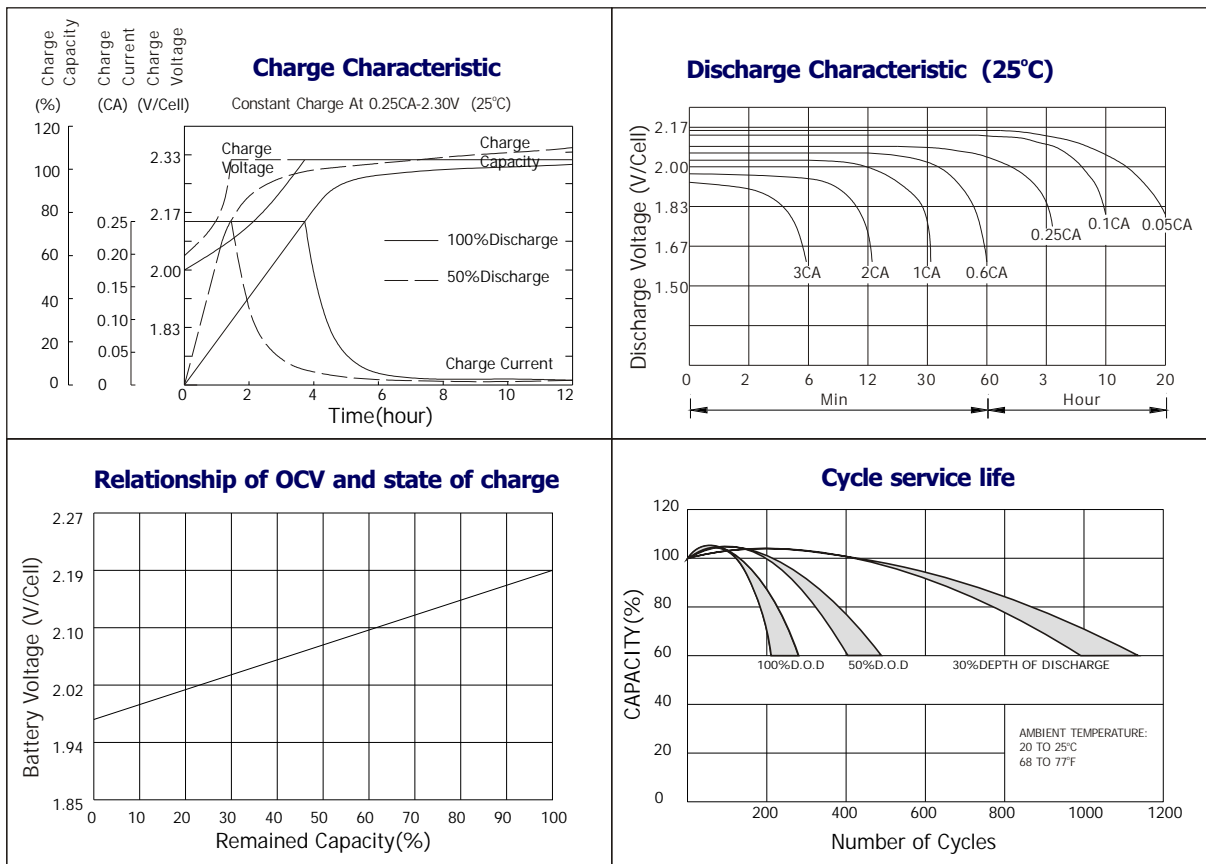 Charge
Capacity
Charge
Current
Charge
Voltage
(%)
(CA)
(V/Cell)
Charge Characteristic
Constant Charge At 0.25CA-2.30V (25°C)
120
100
80
60
40
20
0
0.25
0.20
0.15
0.10
0.05
0
2.33
2.17
2.00
1.83
Charge
Voltage
Charge
Capacity
100%Discharge
50%Discharge
Charge Current
0 2 4 6 8 10 12
Time(hour)
Discharge Characteristic (25°C)
Discharge Voltage (V/Cell)
2.17
2.00
1.83
1.67
1.50
3CA
2CA
1CA
0.6CA
0.25CA
0.1CA
0.05CA
0 2 6 12 30 60 3 10 20
Min
Hour
Relationship of OCV and state of charge
Battery Voltage (V/Cell)
2.27
2.19
2.10
2.02
1.94
1.85
0 10 20 30 40 50 60 70 80 90 100
Remained Capacity(%)
Cycle service life
CAPACITY(%)
120
100
80
60
40
20
0
100%D.O.D
50%D.O.D
30%DEPTH OF DISCHARGE
AMBIENT TEMPERATURE:
20 TO 25°C
68 TO 77°F
200 400 600 800 1000 1200
Number of Cycles